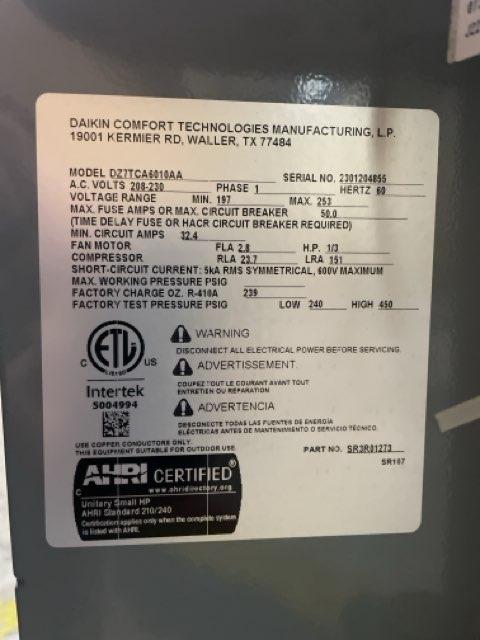 DAIKIN COMFORT TECHNOLOGIES MANUFACTURING, L.P.
19001 KERMIER RD, WALLER, TX 77484
MODEL DZ7TCA6010AA SERIAL NO. 2301204855
A.C. VOLTS 208-230 PHASE 1 HERTZ 60
VOLTAGE RANGE MIN. 197 MAX. 253
MAX. FUSE AMPS OR MAX. CIRCUIT BREAKER 50.0
(TIME DELAY FUSE OR HACR CIRCUIT BREAKER REQUIRED)
MIN. CIRCUIT AMPS 32.4
FAN MOTOR FLA 2.8 H.P. 1/3
COMPRESSOR RLA 23.7 LRA 151
SHORT-CIRCUIT CURRENT: 5kA RMS SYMMETRICAL, 600V MAXIMUM
MAX. WORKING PRESSURE PSIG
FACTORY CHARGE OZ. R-410A 239
FACTORY TEST PRESSURE PSIG LOW 240 HIGH 450
C ETL US
LISTED
Intertek
5004994
WARNING
DISCONNECT ALL ELECTRICAL POWER BEFORE SERVICING.
ADVERTISSEMENT.
COUPEZ TOUT LE COURANT AVANT TOUT
ENTRETIEN OU REPARATION
ADVERTENCIA
DESCONECTE TODAS LAS FUENTES DE ENERGÍA
ELÉCTRICAS ANTES DE MANTENIMIENTO O SERVICIO TÉCNICO.
USE COPPER CONDUCTORS ONLY.
THIS EQUIPMENT SUITABLE FOR OUTDOOR USE.
PART NO. SR3R01273
SR107
C AHRI CERTIFIED®
www.ahridirectory.org
Unitary Small HP
AHRI Standard 210/240
Certification applies only when the complete system
is listed with AHRI.